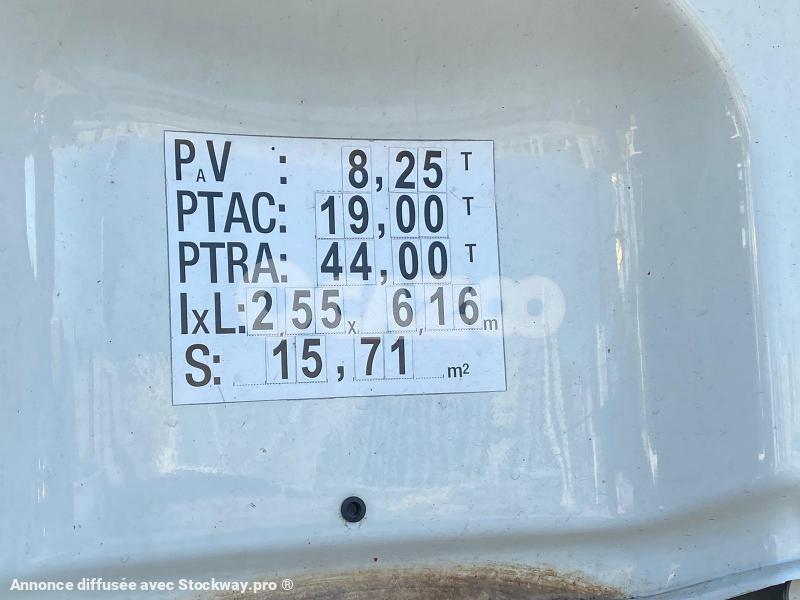 PAV : 8,25 T
PTAC: 19,00 T
PTRA: 44,00 T
IxL: 2,55 x 6,16 m
S: 15,71 m²
Annonce diffusée avec Stockway.pro ®